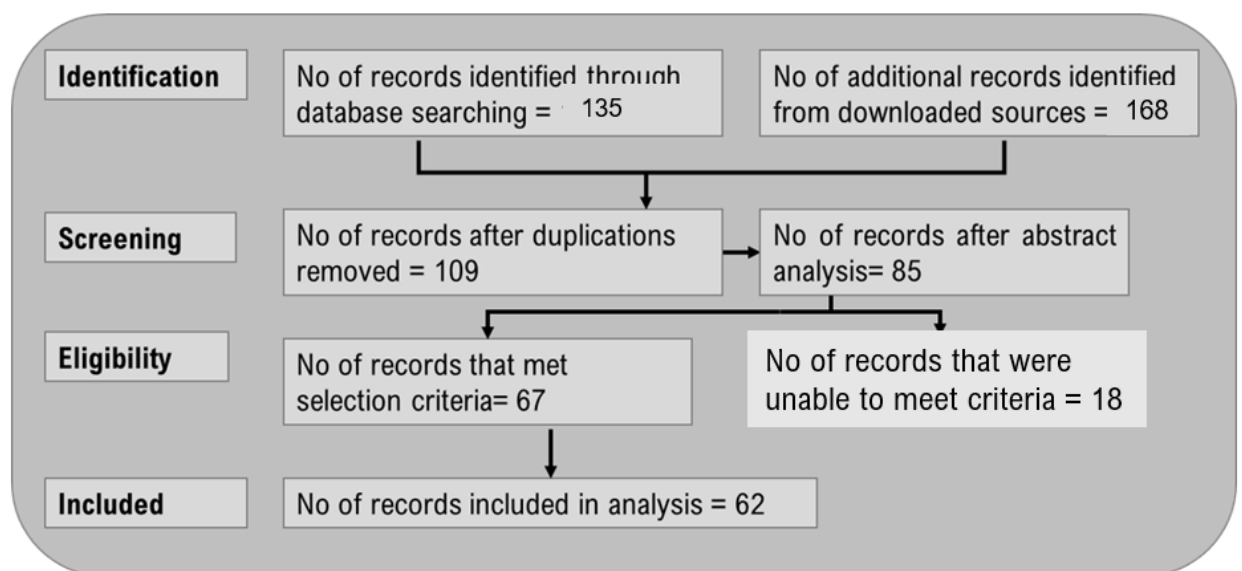 Identification
No of records identified through
database searching = 135
No of additional records identified
from downloaded sources = 168
Screening
No of records after duplications
removed = 109
No of records after abstract
analysis= 85
Eligibility
No of records that met
selection criteria= 67
No of records that were
unable to meet criteria = 18
Included
No of records included in analysis = 62